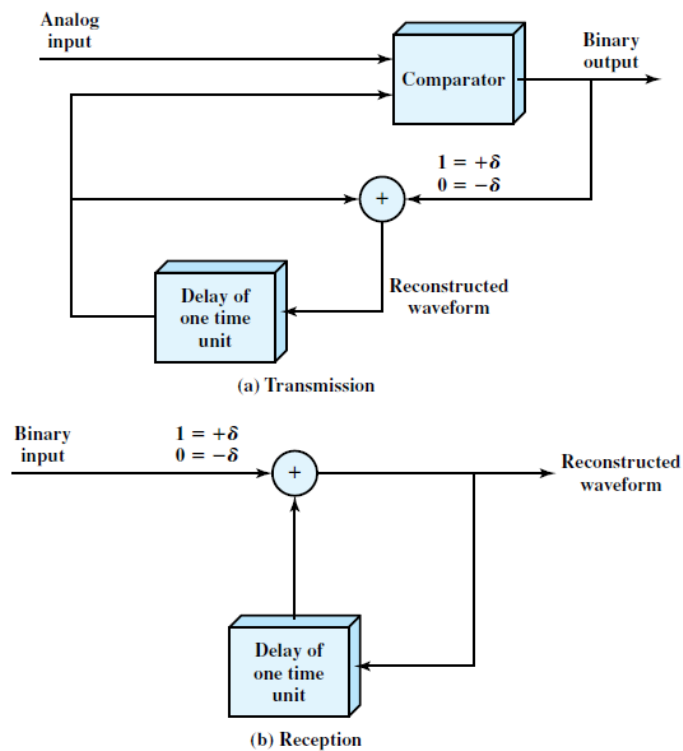 Analog
input
Binary
output
Comparator
1 = +δ
0 = −δ
+
Reconstructed
waveform
Delay of
one time
unit
(a) Transmission
Binary
input
1 = +δ
0 = −δ
+
Reconstructed
waveform
Delay of
one time
unit
(b) Reception